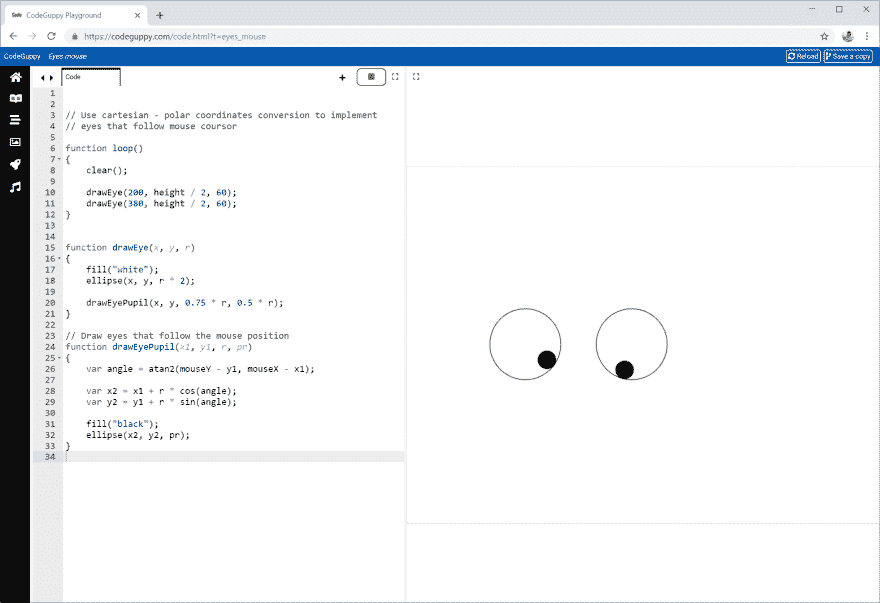 CodeGuppy Playground
https://codeguppy.com/code.html?t=eyes_mouse
CodeGuppy Eyes mouse Reload Save a copy
Code
1
2
3 // Use cartesian - polar coordinates conversion to implement
4 // eyes that follow mouse coursor
5
6 function loop()
7 {
8 clear();
9
10 drawEye(200, height / 2, 60);
11 drawEye(380, height / 2, 60);
12 }
13
14
15 function drawEye(x, y, r)
16 {
17 fill("white");
18 ellipse(x, y, r * 2);
19
20 drawEyePupil(x, y, 0.75 * r, 0.5 * r);
21 }
22
23 // Draw eyes that follow the mouse position
24 function drawEyePupil(x1, y1, r, pr)
25 {
26 var angle = atan2(mouseY - y1, mouseX - x1);
27
28 var x2 = x1 + r * cos(angle);
29 var y2 = y1 + r * sin(angle);
30
31 fill("black");
32 ellipse(x2, y2, pr);
33 }
34